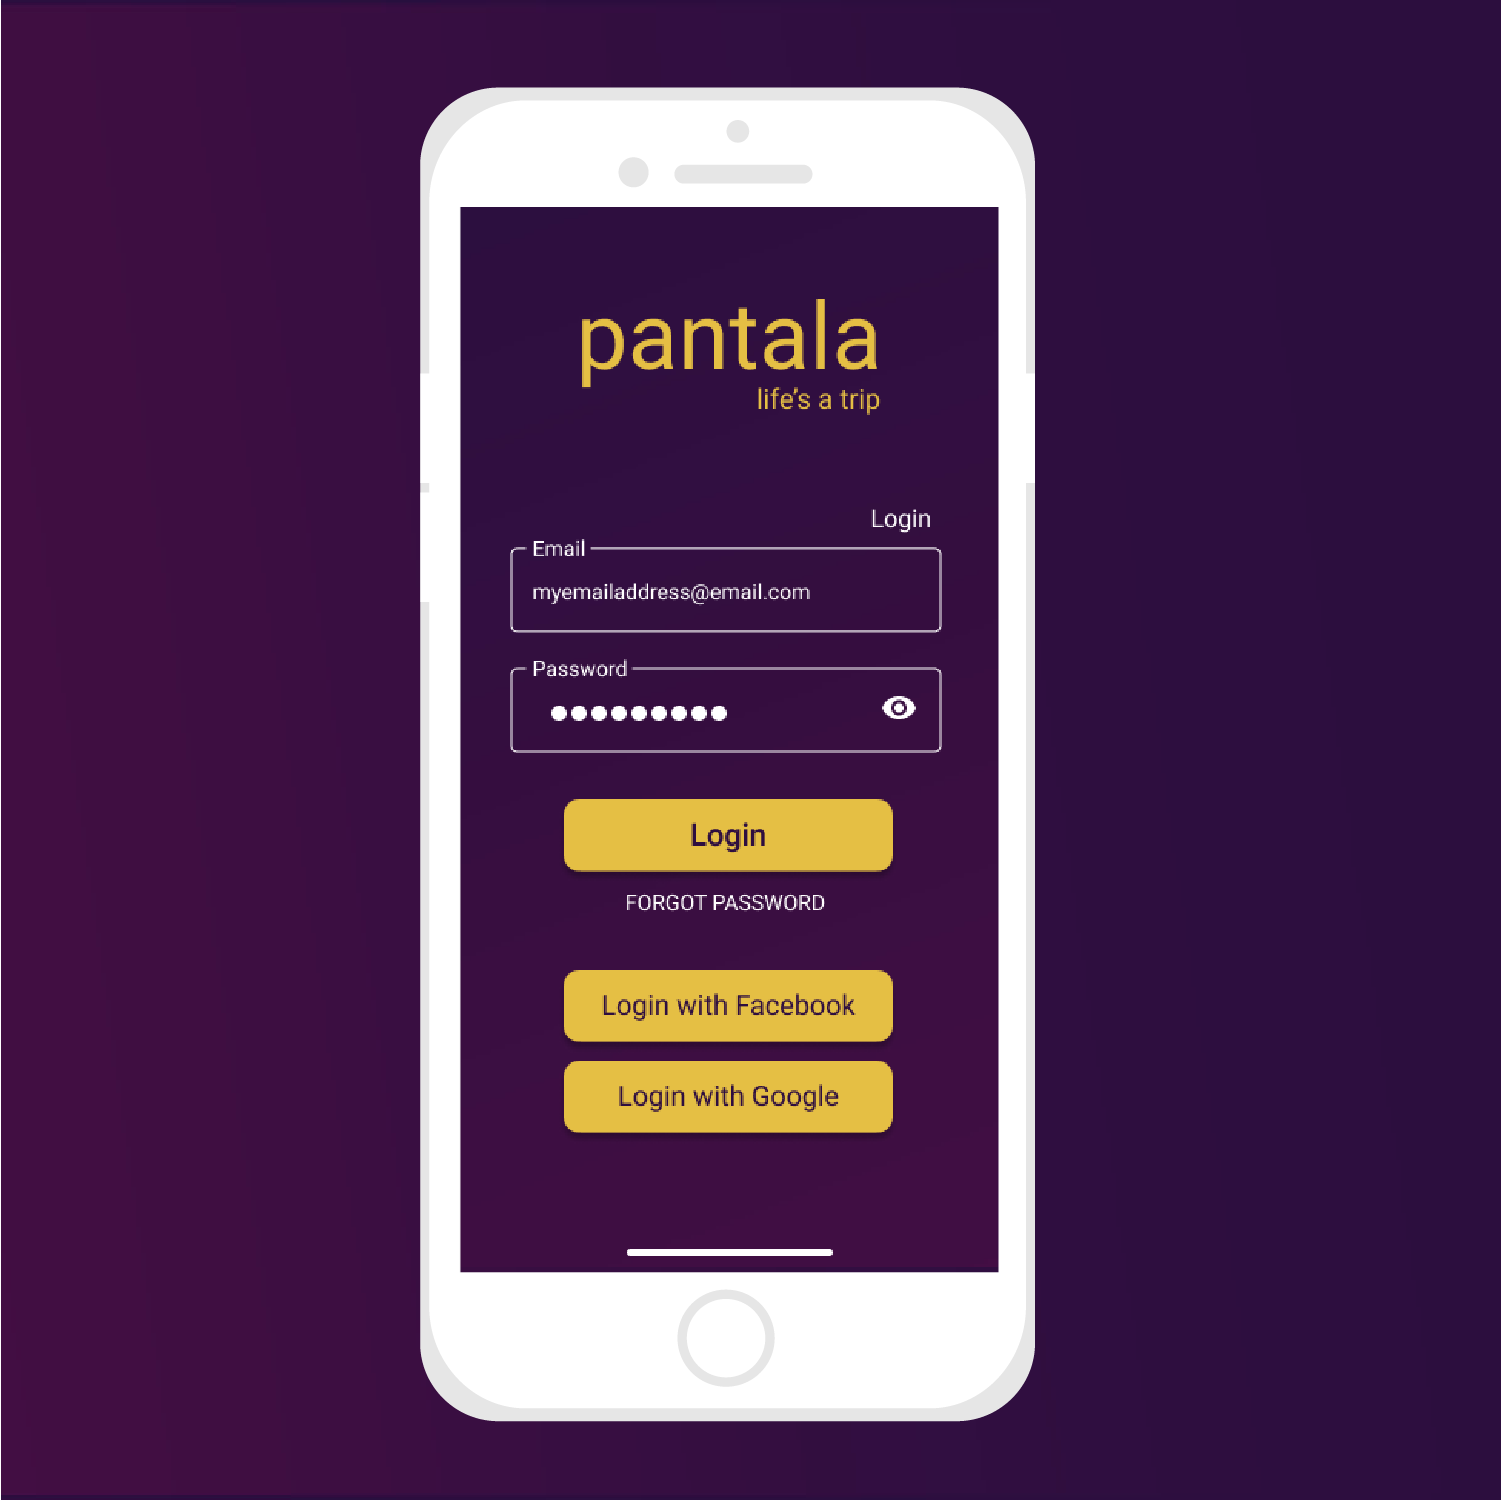 pantala
life’s a trip
Login
Email
myemailaddress@email.com
Password
Login
FORGOT PASSWORD
Login with Facebook
Login with Google